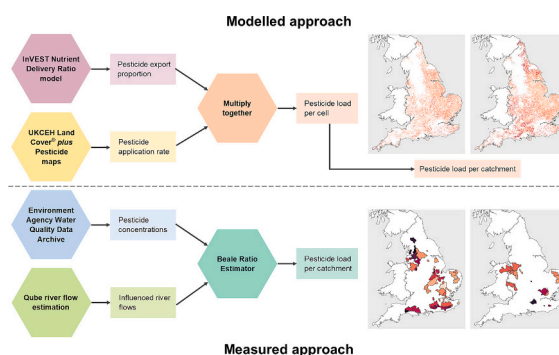 Modelled approach
InVEST Nutrient
Delivery Ratio
model
Pesticide export
proportion
UKCEH Land
Cover® plus
Pesticide
maps
Pesticide
application rate
Multiply
together
Pesticide load
per cell
Pesticide load per catchment
Environment
Agency Water
Quality Data
Archive
Pesticide
concentrations
Qube river flow
estimation
Influenced river
flows
Beale Ratio
Estimator
Pesticide load
per catchment
Measured approach